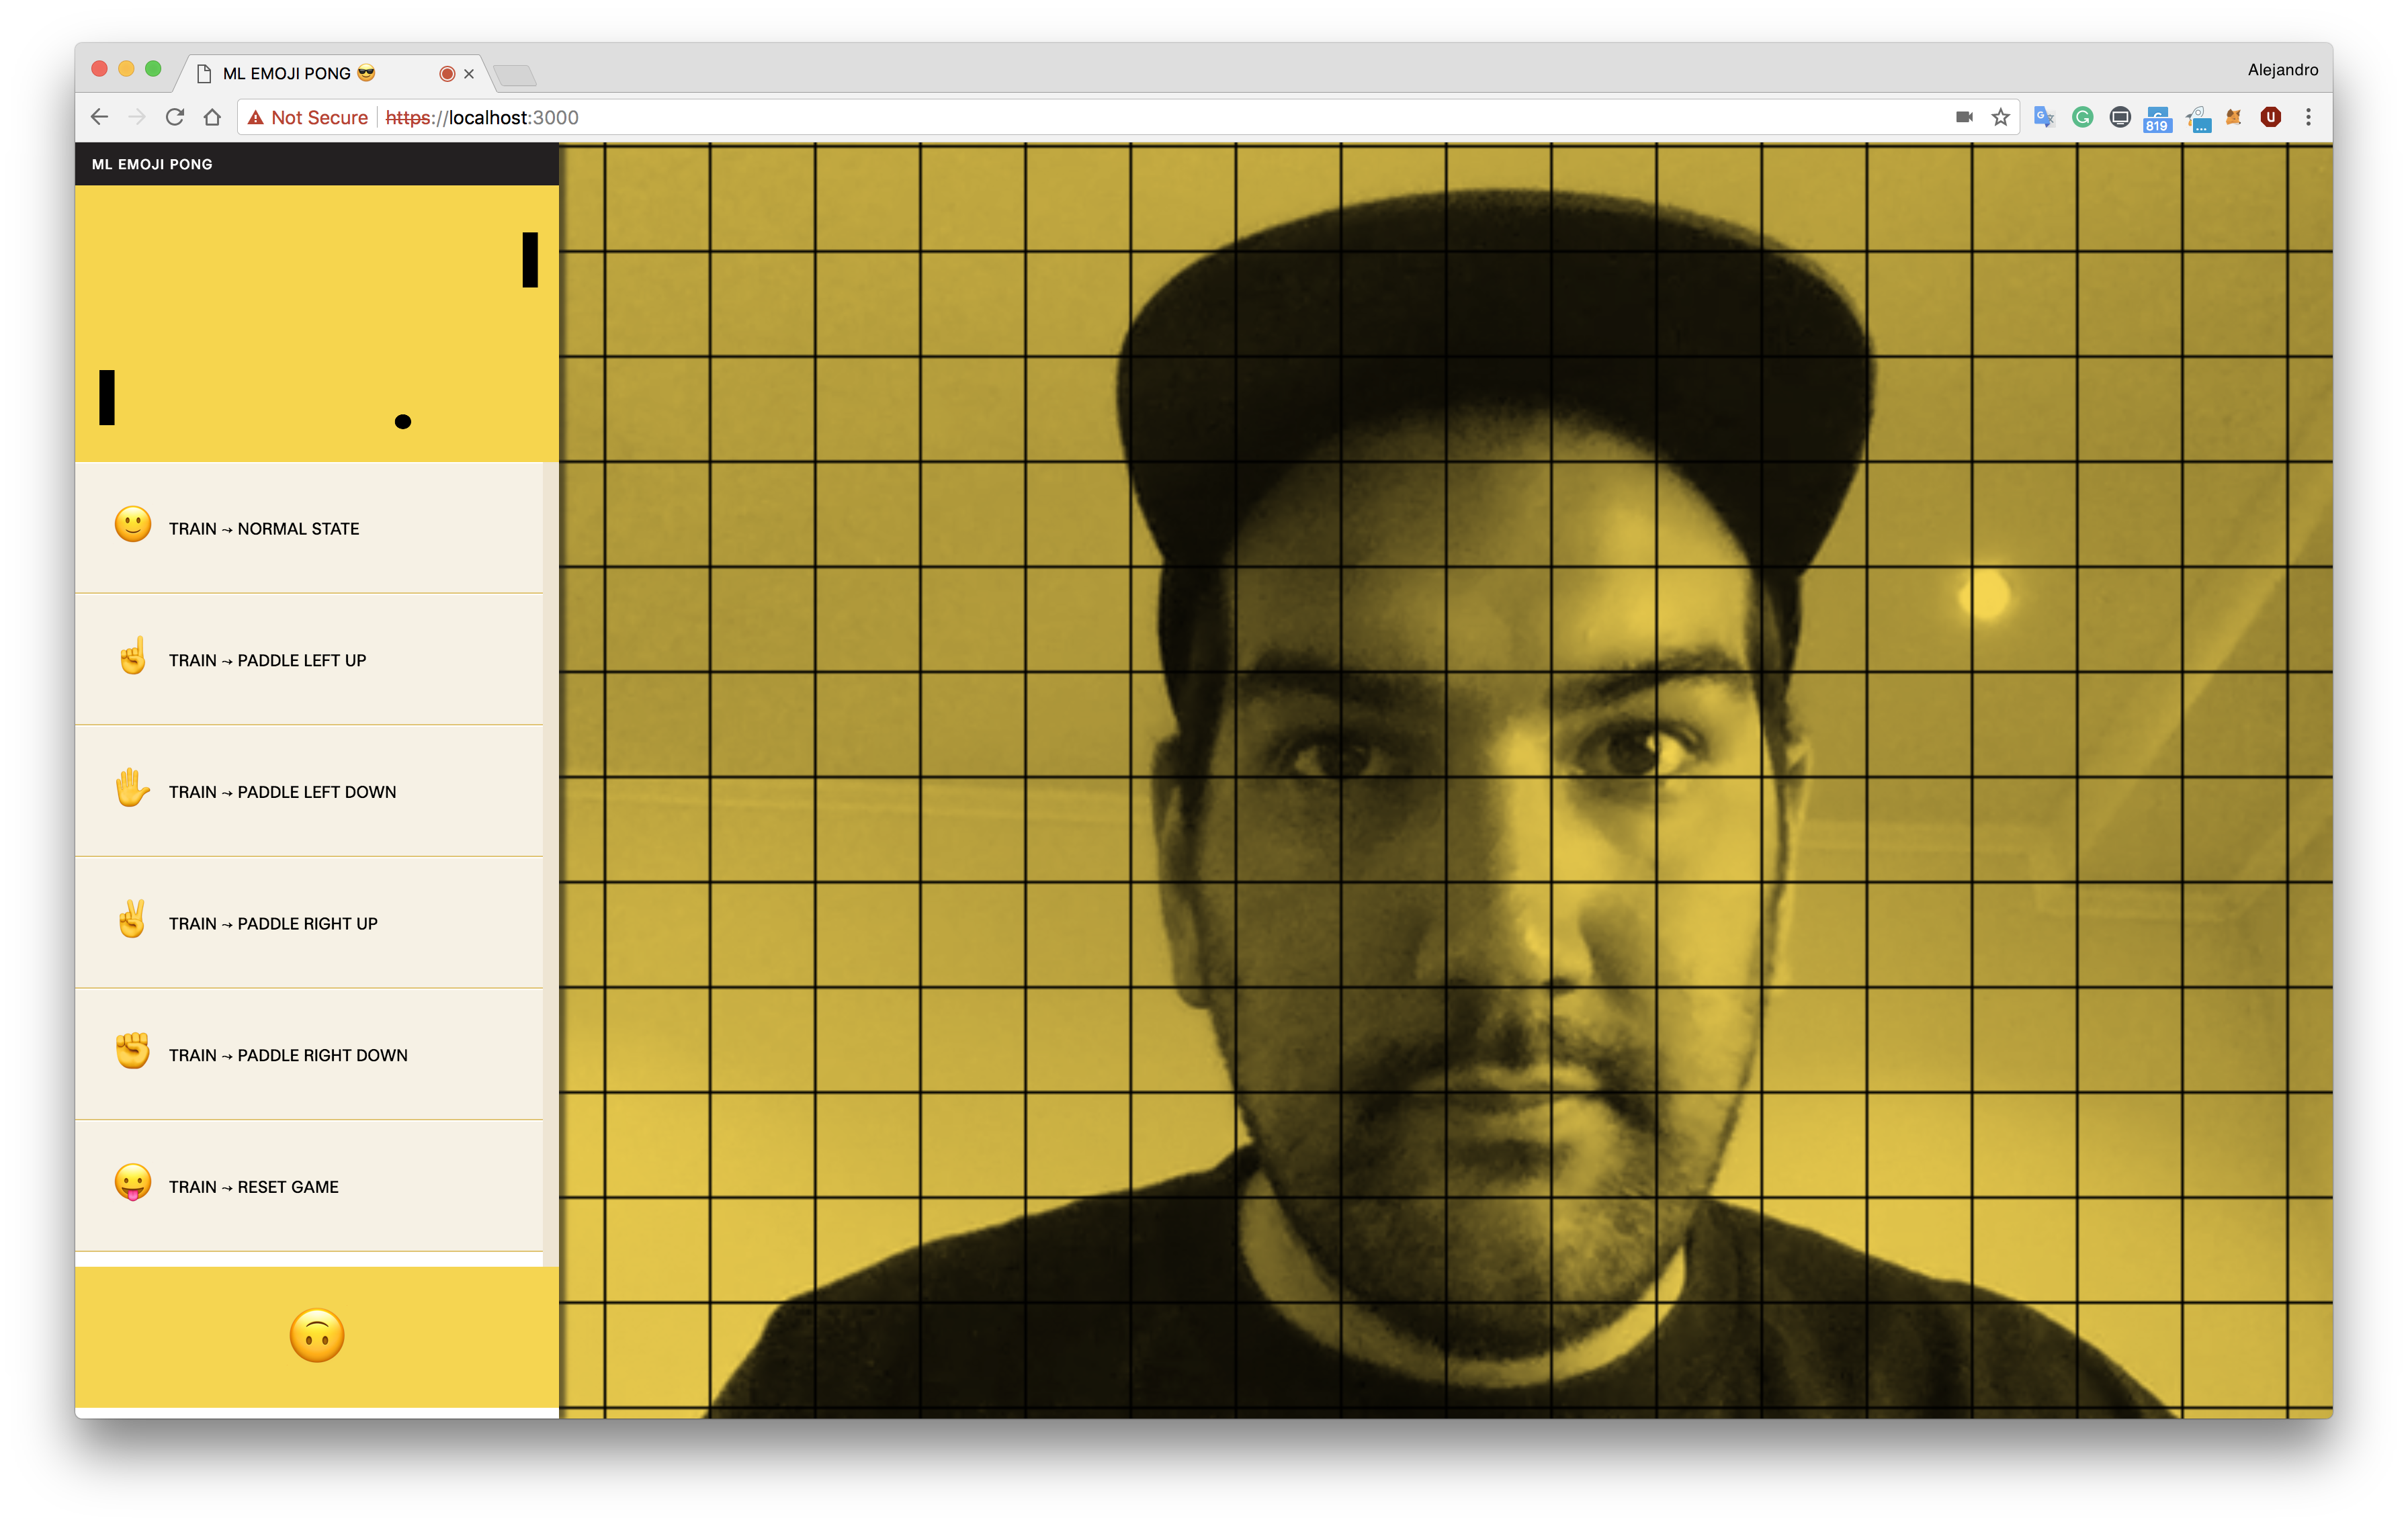 ML EMOJI PONG 😎
Alejandro
Not Secure https://localhost:3000
G
819
...
U
ML EMOJI PONG
TRAIN → NORMAL STATE
TRAIN → PADDLE LEFT UP
TRAIN → PADDLE LEFT DOWN
TRAIN → PADDLE RIGHT UP
TRAIN → PADDLE RIGHT DOWN
TRAIN → RESET GAME